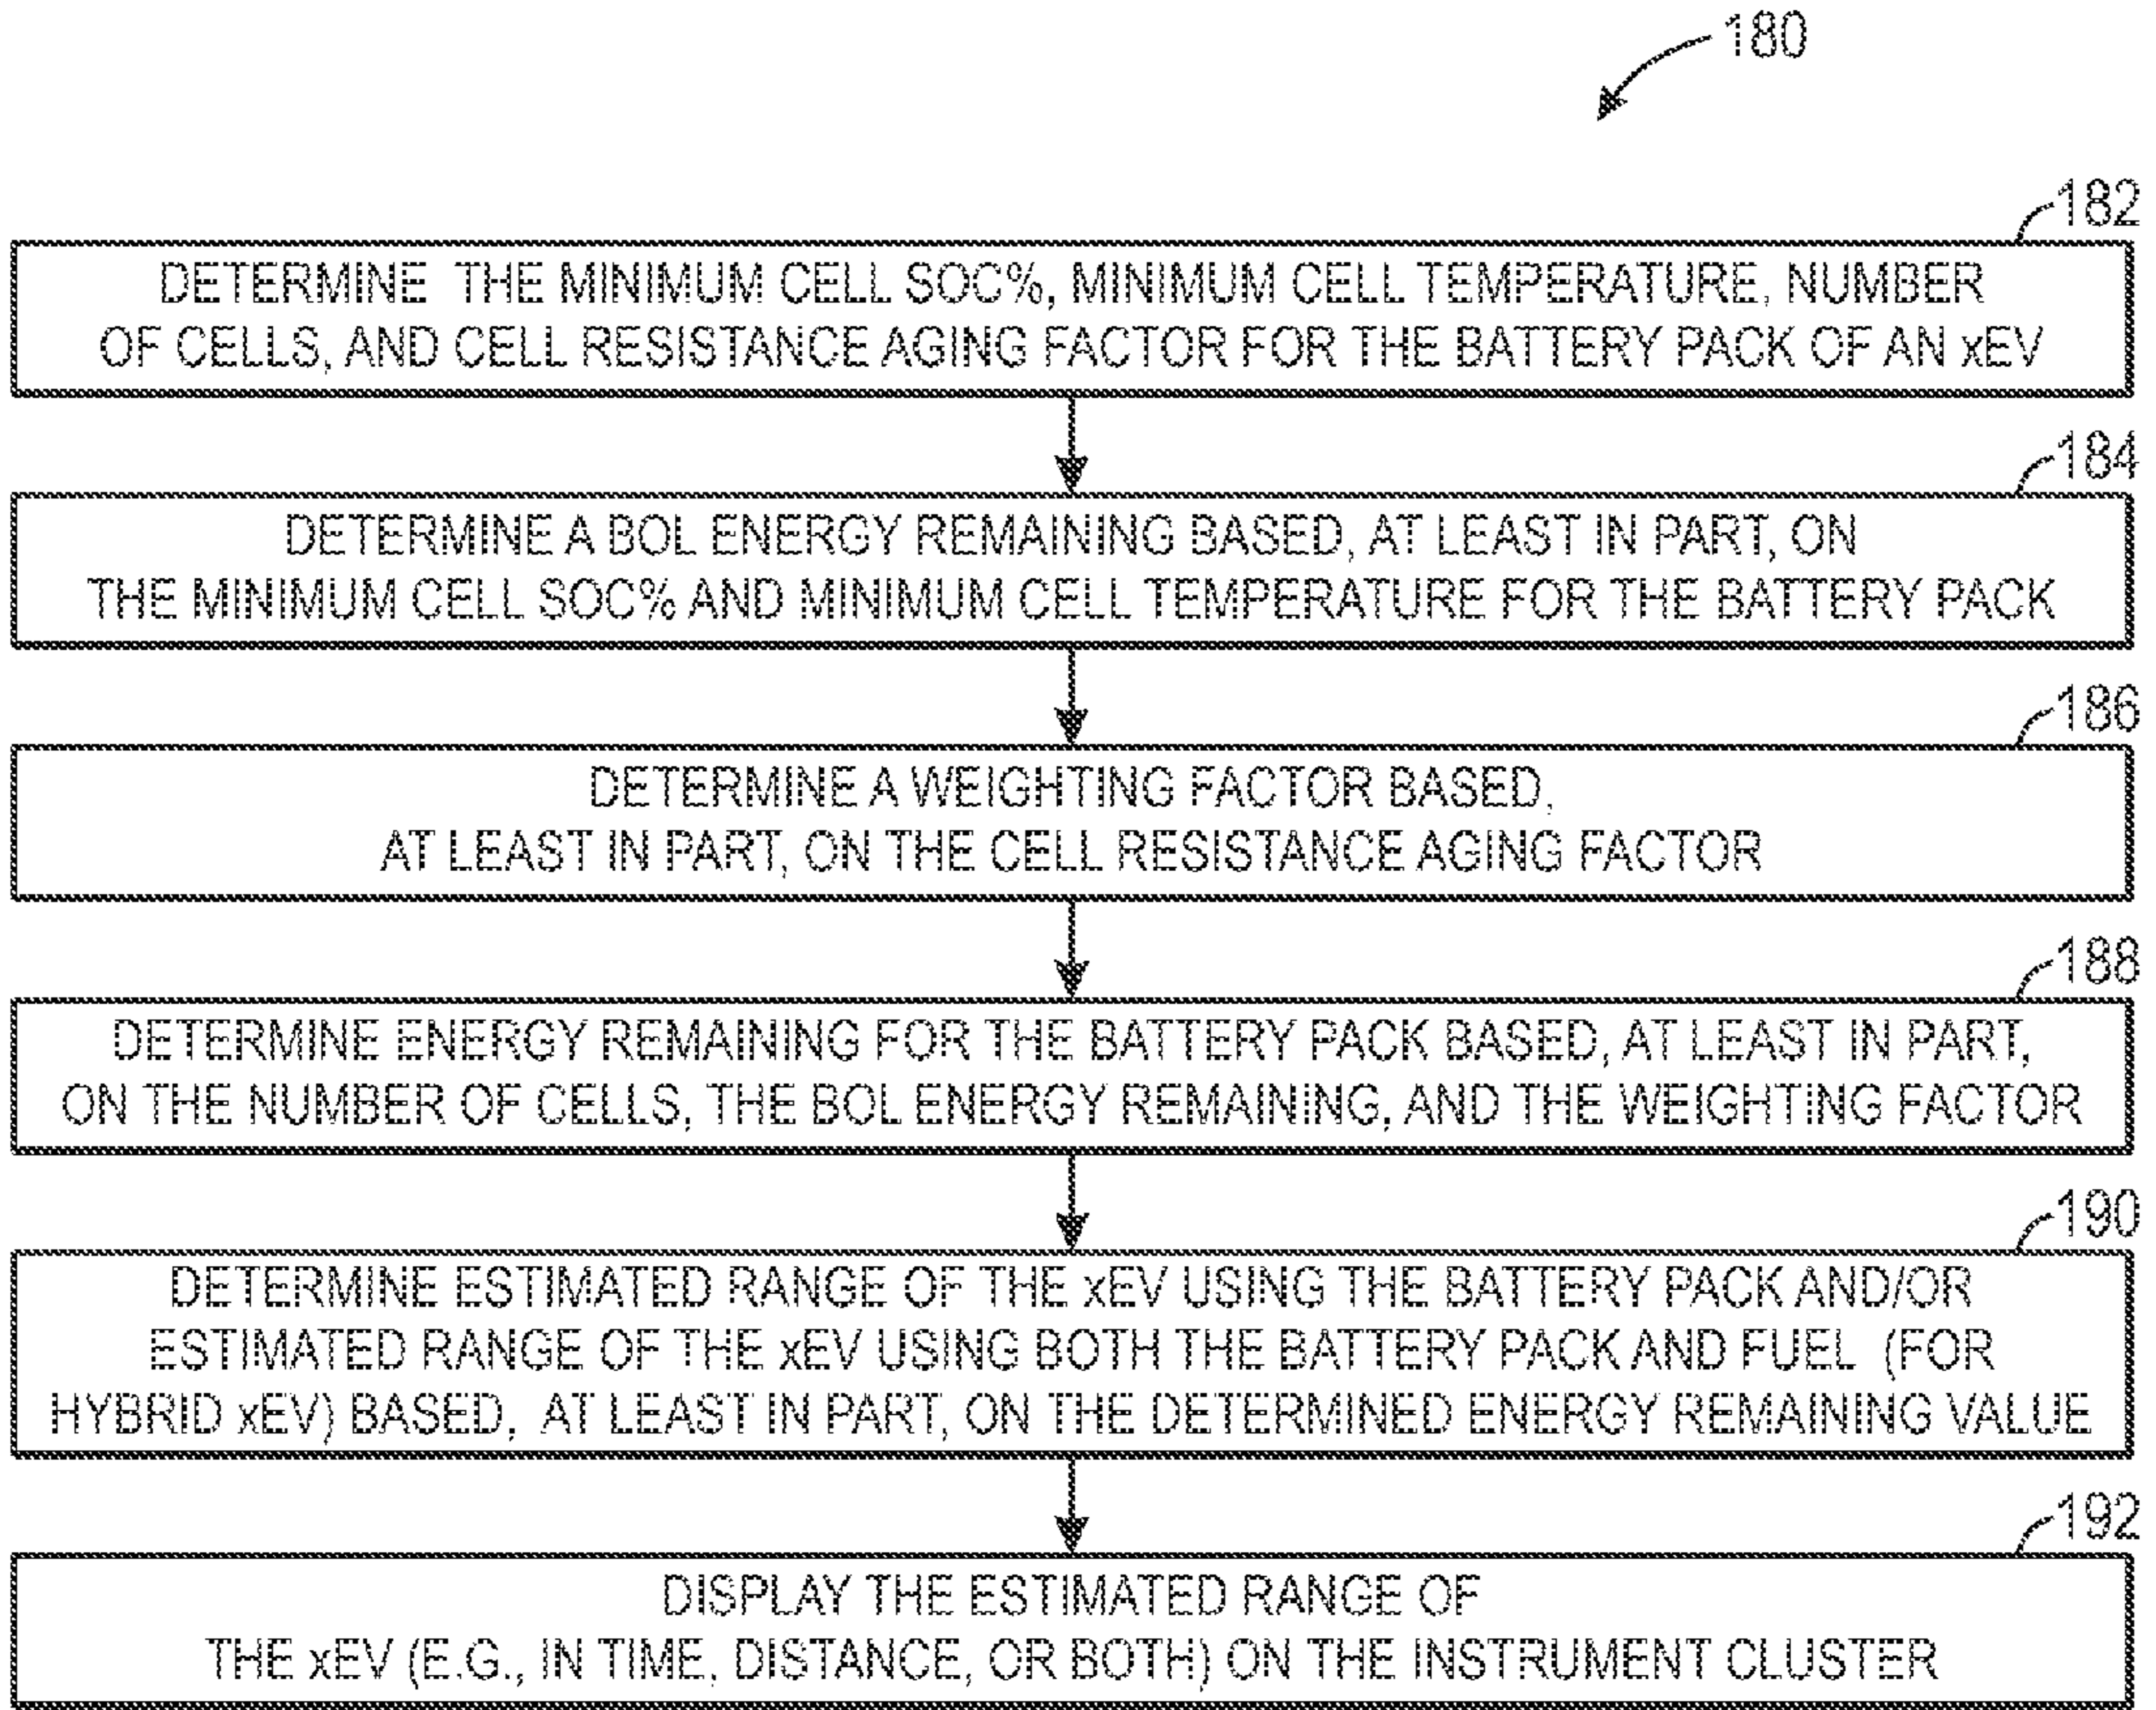 180
182
DETERMINE THE MINIMUM CELL SOC%, MINIMUM CELL TEMPERATURE, NUMBER
OF CELLS, AND CELL RESISTANCE AGING FACTOR FOR THE BATTERY PACK OF AN xEV
184
DETERMINE A BOL ENERGY REMAINING BASED, AT LEAST IN PART, ON
THE MINIMUM CELL SOC% AND MINIMUM CELL TEMPERATURE FOR THE BATTERY PACK
186
DETERMINE A WEIGHTING FACTOR BASED,
AT LEAST IN PART, ON THE CELL RESISTANCE AGING FACTOR
188
DETERMINE ENERGY REMAINING FOR THE BATTERY PACK BASED, AT LEAST IN PART,
ON THE NUMBER OF CELLS, THE BOL ENERGY REMAINING, AND THE WEIGHTING FACTOR
190
DETERMINE ESTIMATED RANGE OF THE xEV USING THE BATTERY PACK AND/OR
ESTIMATED RANGE OF THE xEV USING BOTH THE BATTERY PACK AND FUEL (FOR
HYBRID xEV) BASED, AT LEAST IN PART, ON THE DETERMINED ENERGY REMAINING VALUE
192
DISPLAY THE ESTIMATED RANGE OF
THE xEV (E.G., IN TIME, DISTANCE, OR BOTH) ON THE INSTRUMENT CLUSTER